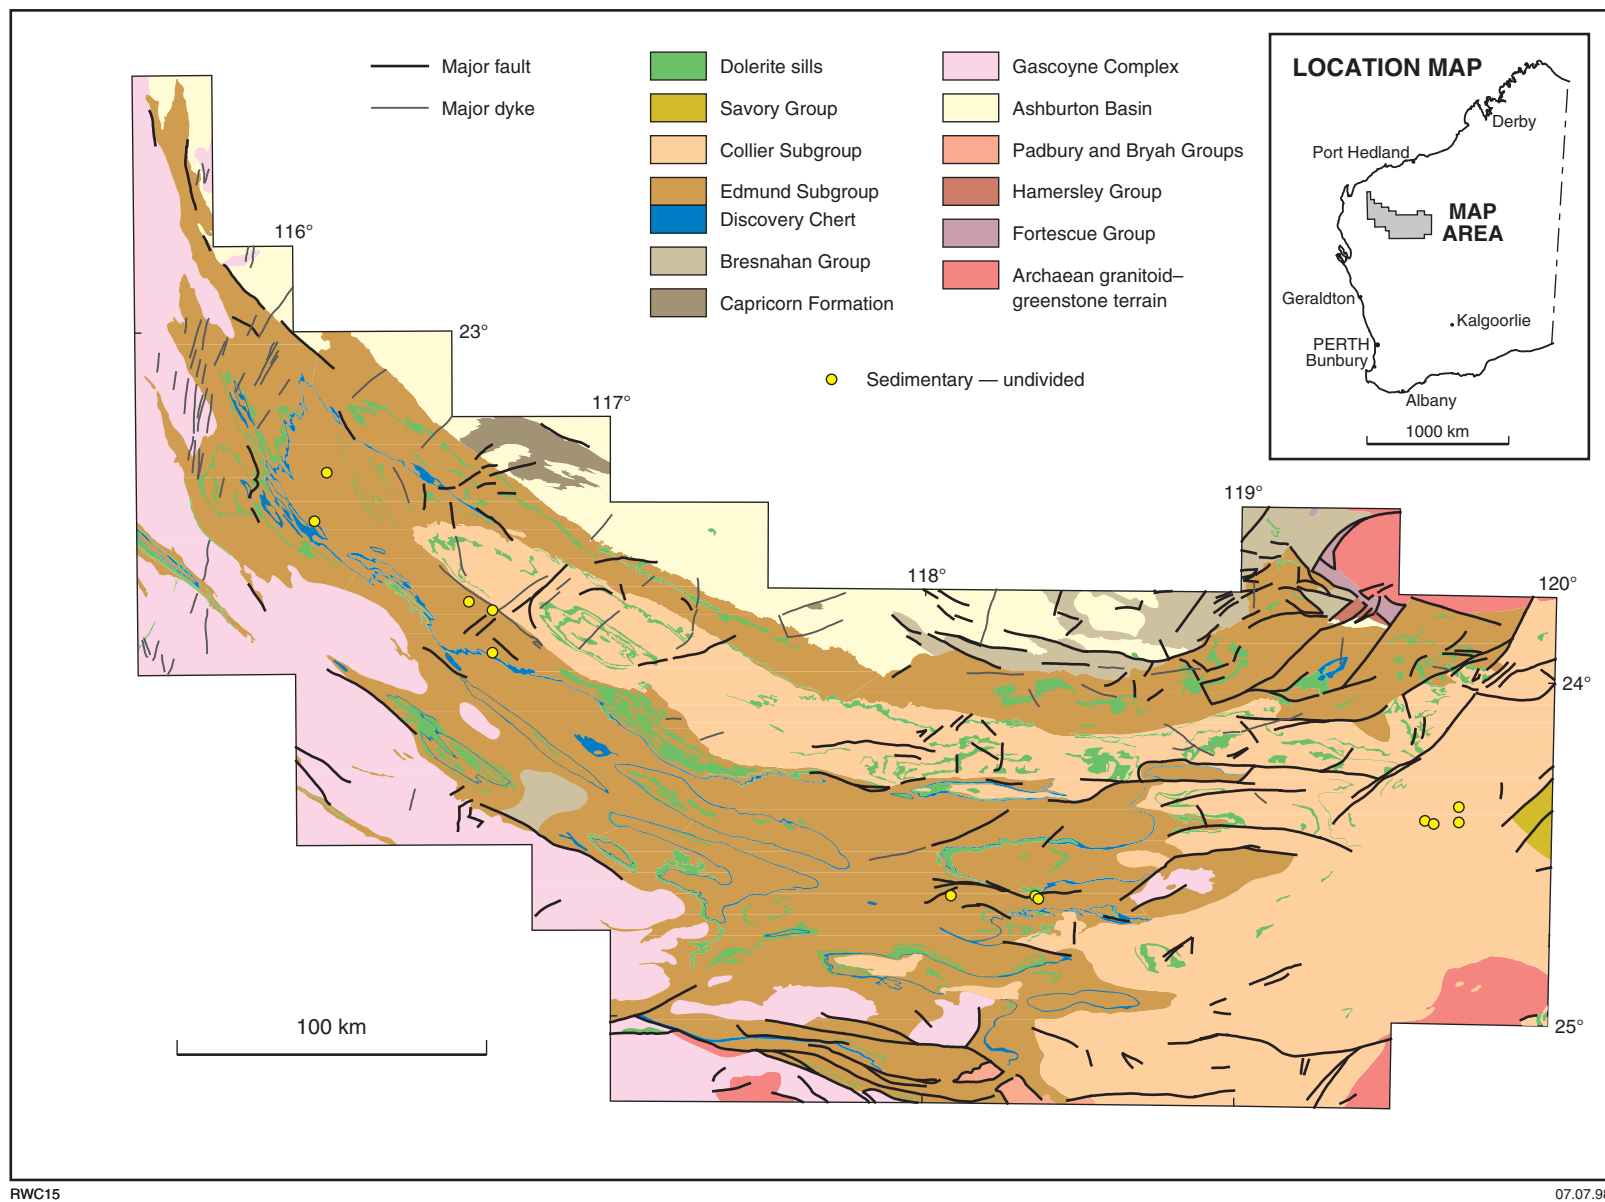 Major fault
Major dyke
Dolerite sills
Savory Group
Collier Subgroup
Edmund Subgroup
Discovery Chert
Bresnahan Group
Capricorn Formation
Gascoyne Complex
Ashburton Basin
Padbury and Bryah Groups
Hamersley Group
Fortescue Group
Archaean granitoid–
greenstone terrain
Sedimentary — undivided
LOCATION MAP
Derby
Port Hedland
MAP
AREA
Geraldton
Kalgoorlie
PERTH
Bunbury
Albany
1000 km
116°
23°
117°
118°
119°
120°
24°
25°
100 km
RWC15